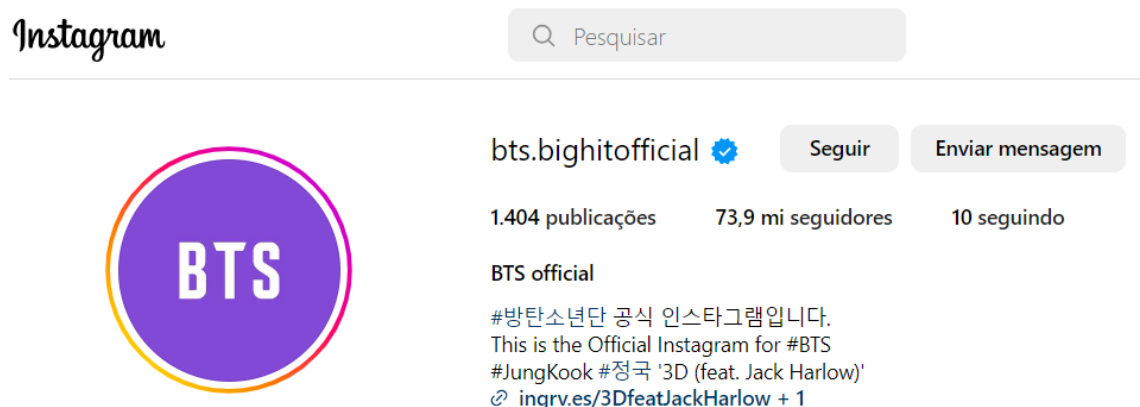 Instagram
Pesquisar
bts.bighitofficial
Seguir
Enviar mensagem
1.404 publicações
73,9 mi seguidores
10 seguindo
BTS
BTS official
#방탄소년단 공식 인스타그램입니다.
This is the Official Instagram for #BTS
#JungKook #정국 '3D (feat. Jack Harlow)'
ingrv.es/3DfeatJackHarlow + 1